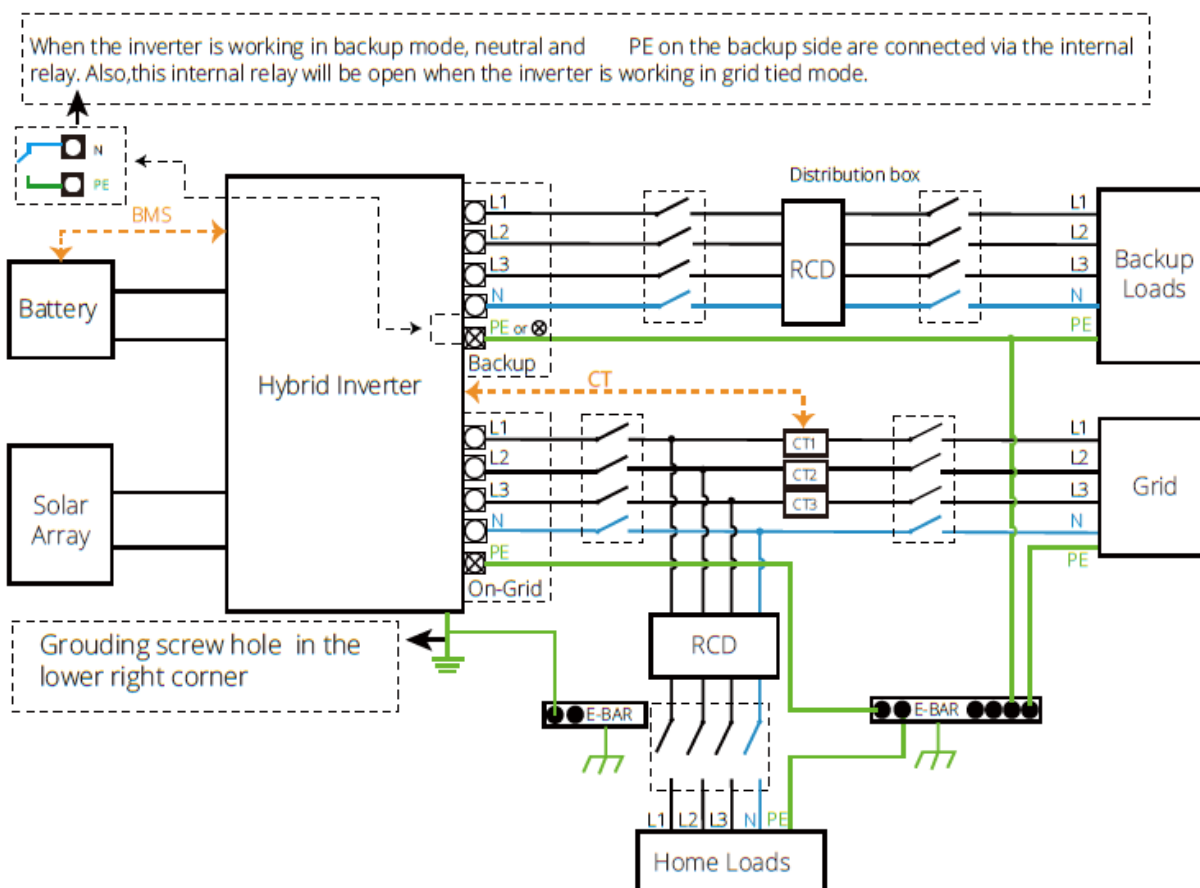 When the inverter is working in backup mode, neutral and PE on the backup side are connected via the internal
relay. Also,this internal relay will be open when the inverter is working in grid tied mode.
N
PE
BMS
Battery
Solar
Array
Hybrid Inverter
L1
L2
L3
N
PE or ⊗
Backup
Distribution box
RCD
L1
L2
L3
N
PE
Backup
Loads
CT
L1
L2
L3
N
PE
On-Grid
CT1
CT2
CT3
L1
L2
L3
N
PE
Grid
Grouding screw hole in the
lower right corner
RCD
E-BAR
E-BAR
L1 L2 L3 N PE
Home Loads